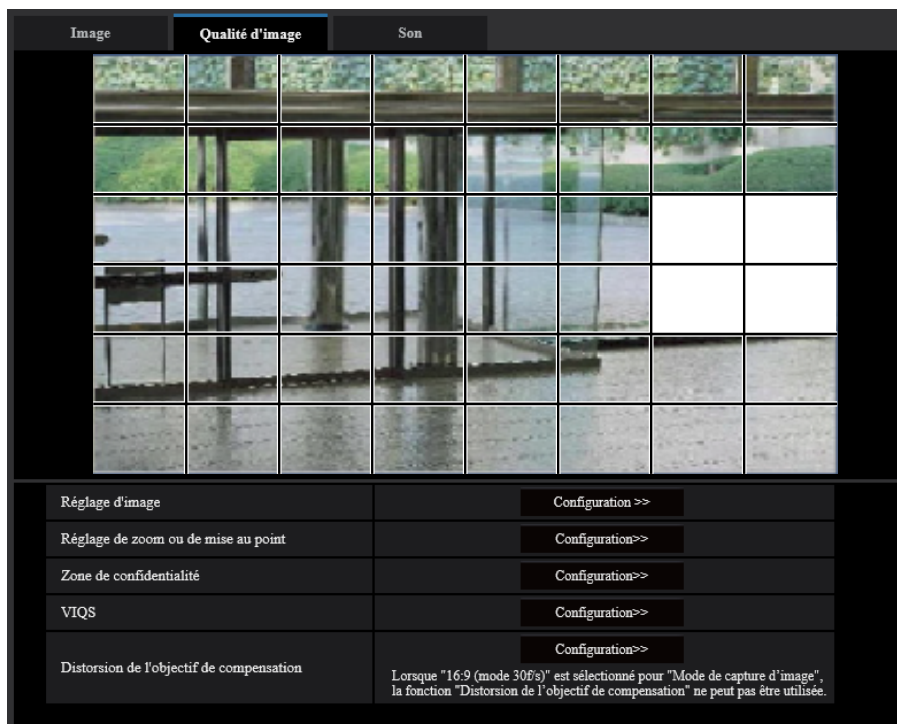 Image
Qualité d'image
Son
Réglage d'image
Configuration >>
Réglage de zoom ou de mise au point
Configuration>>
Zone de confidentialité
Configuration>>
VIQS
Configuration>>
Distorsion de l'objectif de compensation
Configuration>>
Lorsque "16:9 (mode 30f/s)" est sélectionné pour "Mode de capture d’image",
la fonction "Distorsion de l’objectif de compensation" ne peut pas être utilisée.